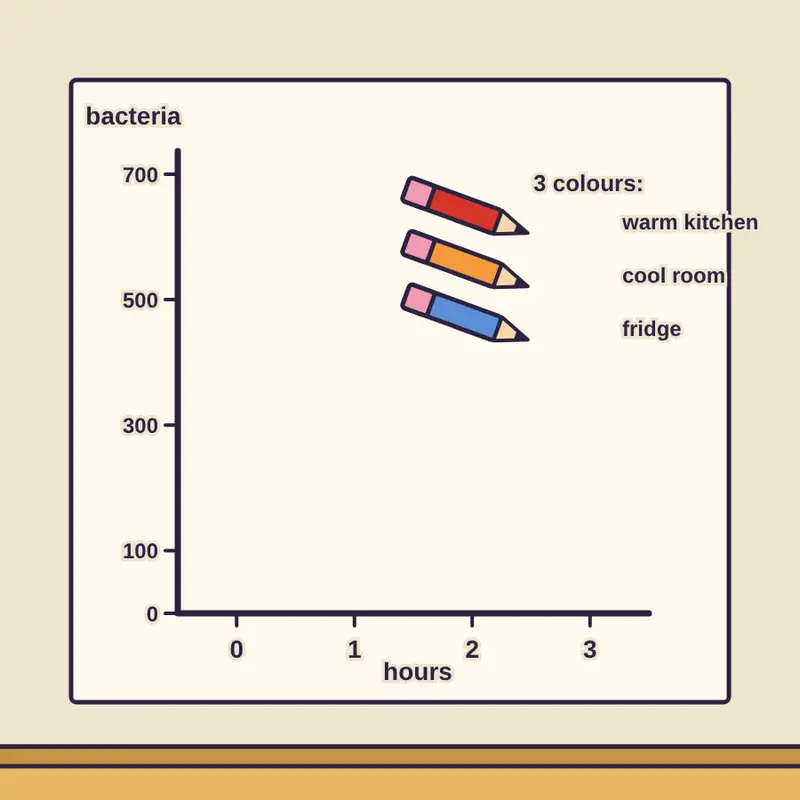 bacteria
700
3 colours:
warm kitchen
cool room
500
fridge
300
100
0
0 1 2 3
hours